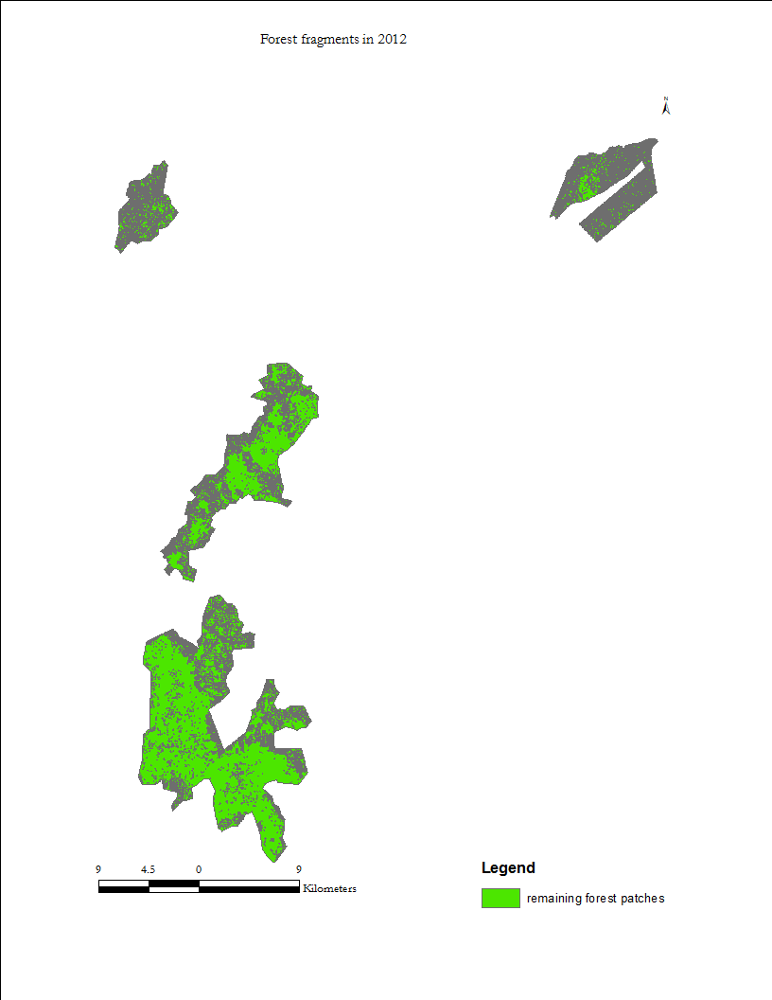 Forest fragments in 2012
N
9 4.5 0 9
Kilometers
Legend
remaining forest patches